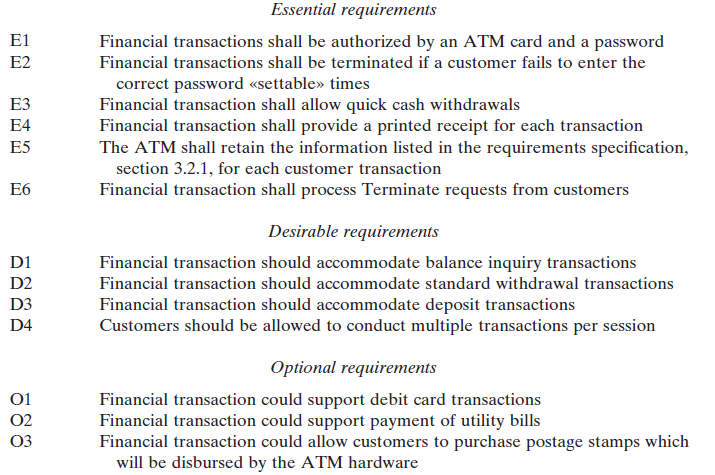 Essential requirements
E1 Financial transactions shall be authorized by an ATM card and a password
E2 Financial transactions shall be terminated if a customer fails to enter the
correct password «settable» times
E3 Financial transaction shall allow quick cash withdrawals
E4 Financial transaction shall provide a printed receipt for each transaction
E5 The ATM shall retain the information listed in the requirements specification,
section 3.2.1, for each customer transaction
E6 Financial transaction shall process Terminate requests from customers
Desirable requirements
D1 Financial transaction should accommodate balance inquiry transactions
D2 Financial transaction should accommodate standard withdrawal transactions
D3 Financial transaction should accommodate deposit transactions
D4 Customers should be allowed to conduct multiple transactions per session
Optional requirements
O1 Financial transaction could support debit card transactions
O2 Financial transaction could support payment of utility bills
O3 Financial transaction could allow customers to purchase postage stamps which
will be disbursed by the ATM hardware